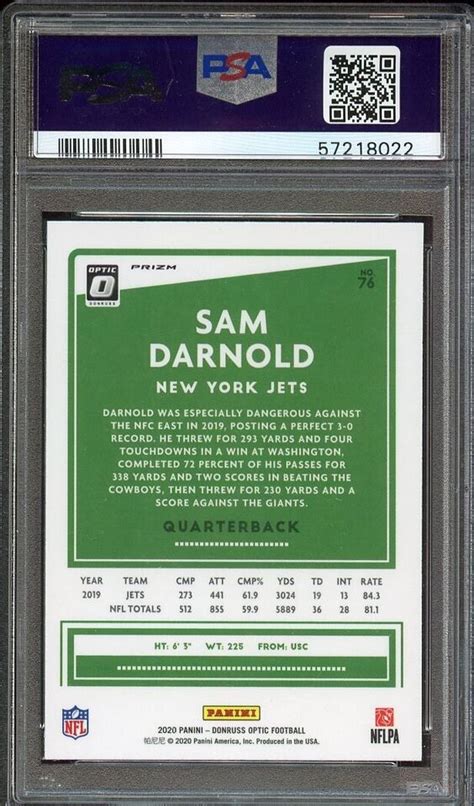 PSA
PSA
57218022
OPTIC
DONRUSS
PRIZM
NO.
76
SAM
DARNOLD
NEW YORK JETS
DARNOLD WAS ESPECIALLY DANGEROUS AGAINST
THE NFC EAST IN 2019, POSTING A PERFECT 3-0
RECORD. HE THREW FOR 293 YARDS AND FOUR
TOUCHDOWNS IN A WIN AT WASHINGTON,
COMPLETED 72 PERCENT OF HIS PASSES FOR
338 YARDS AND TWO SCORES IN BEATING THE
COWBOYS, THEN THREW FOR 230 YARDS AND A
SCORE AGAINST THE GIANTS.
QUARTERBACK
YEAR TEAM CMP ATT CMP% YDS TD INT RATE
2019 JETS 273 441 61.9 3024 19 13 84.3
NFL TOTALS 512 855 59.9 5889 36 28 81.1
HT: 6' 3" WT: 225 FROM: USC
NFL
PANINI
NFLPA
2020 PANINI – DONRUSS OPTIC FOOTBALL
帕尼尼 © 2020 Panini America, Inc. Produced in the USA.
PSA